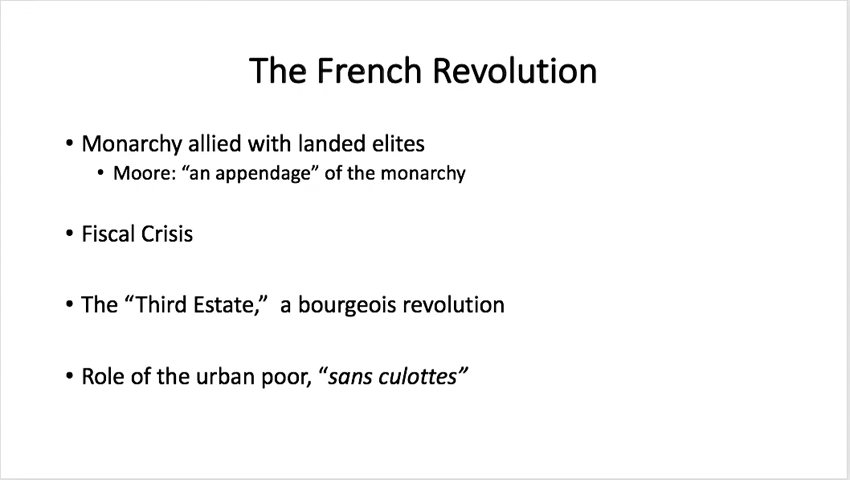 The French Revolution
• Monarchy allied with landed elites
• Moore: “an appendage” of the monarchy
• Fiscal Crisis
• The “Third Estate,”  a bourgeois revolution
• Role of the urban poor, “sans culottes”